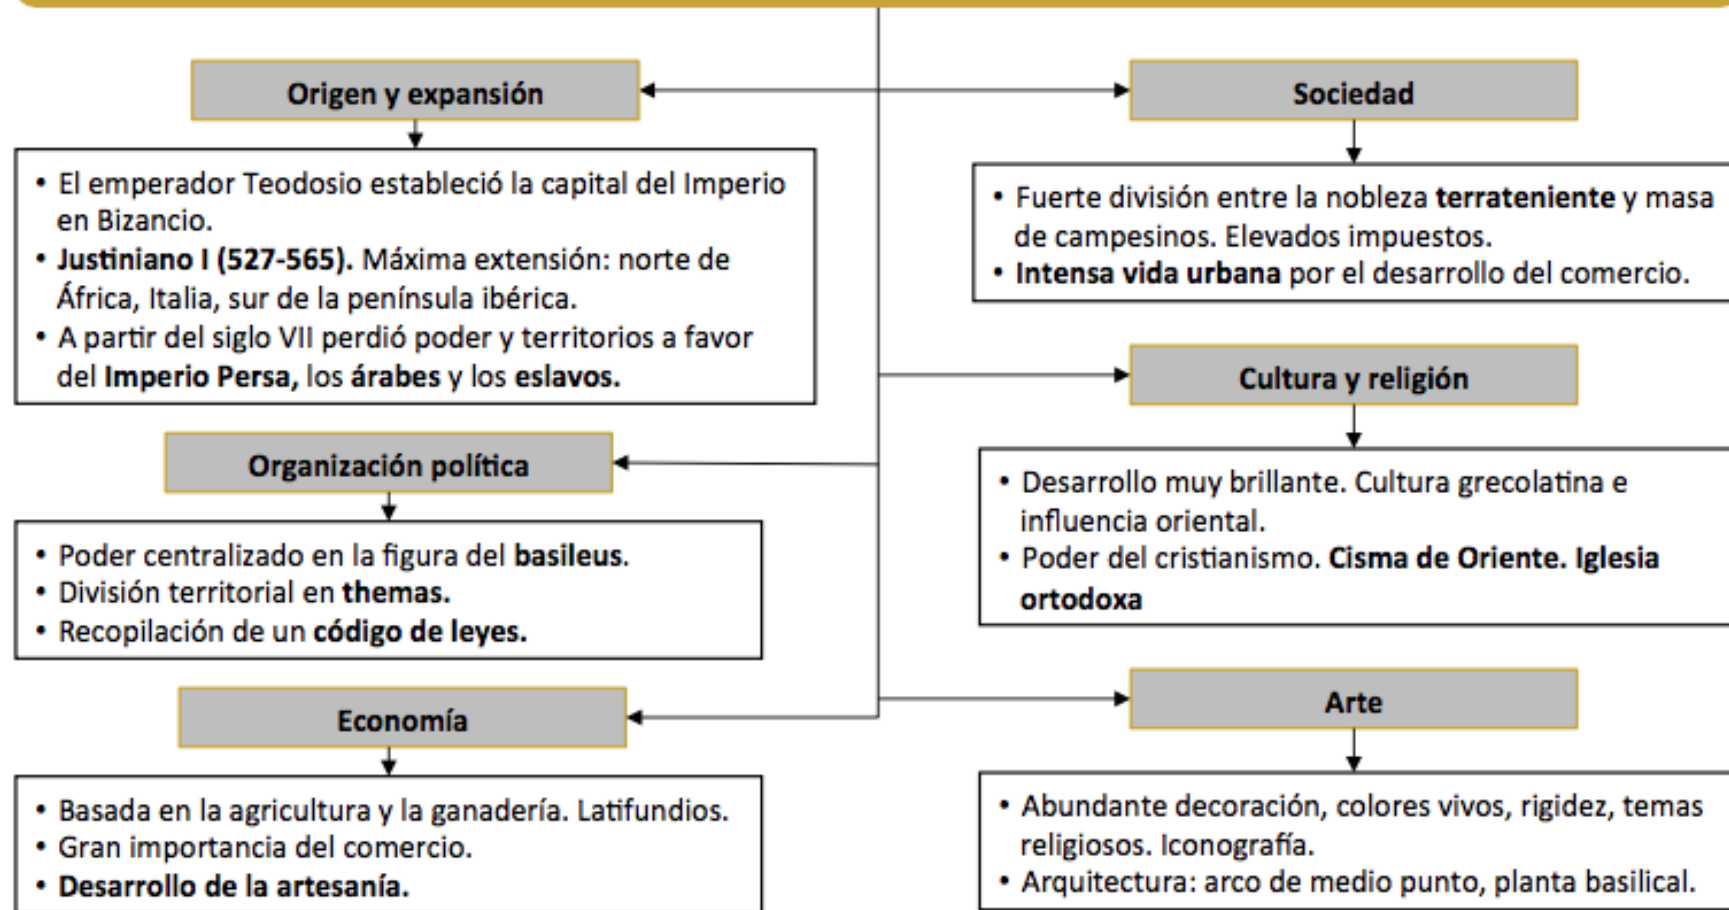 Origen y expansión
• El emperador Teodosio estableció la capital del Imperio
en Bizancio.
• Justiniano I (527-565). Máxima extensión: norte de
África, Italia, sur de la península ibérica.
• A partir del siglo VII perdió poder y territorios a favor
del Imperio Persa, los árabes y los eslavos.
Organización política
• Poder centralizado en la figura del basileus.
• División territorial en themas.
• Recopilación de un código de leyes.
Economía
• Basada en la agricultura y la ganadería. Latifundios.
• Gran importancia del comercio.
• Desarrollo de la artesanía.
Sociedad
• Fuerte división entre la nobleza terrateniente y masa
de campesinos. Elevados impuestos.
• Intensa vida urbana por el desarrollo del comercio.
Cultura y religión
• Desarrollo muy brillante. Cultura grecolatina e
influencia oriental.
• Poder del cristianismo. Cisma de Oriente. Iglesia
ortodoxa
Arte
• Abundante decoración, colores vivos, rigidez, temas
religiosos. Iconografía.
• Arquitectura: arco de medio punto, planta basilical.